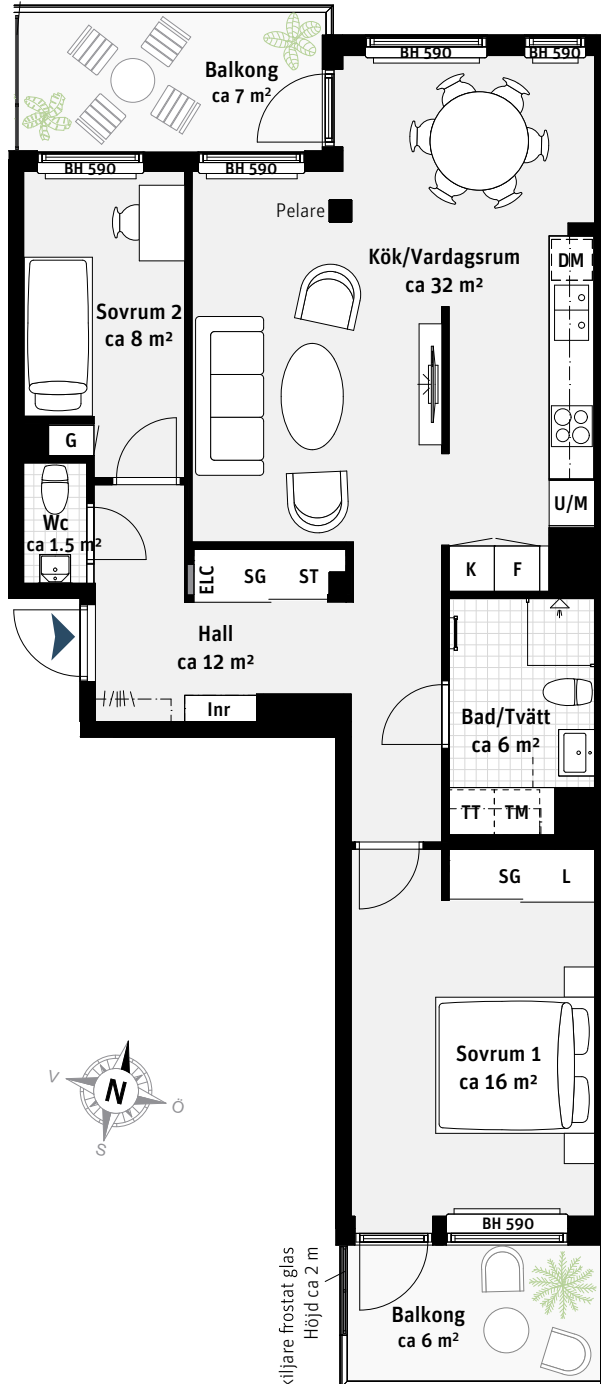 BH 590
BH 590
Balkong
ca 7 m²
BH 590
BH 590
Pelare
Kök/Vardagsrum
ca 32 m²
DM
Sovrum 2
ca 8 m²
G
U/M
Wc
ca 1.5 m²
K
F
ELC
SG
ST
Hall
ca 12 m²
Inr
Bad/Tvätt
ca 6 m²
TT
TM
SG
L
N
V
Ö
S
Sovrum 1
ca 16 m²
BH 590
kiljare frostat glas
Höjd ca 2 m
Balkong
ca 6 m²